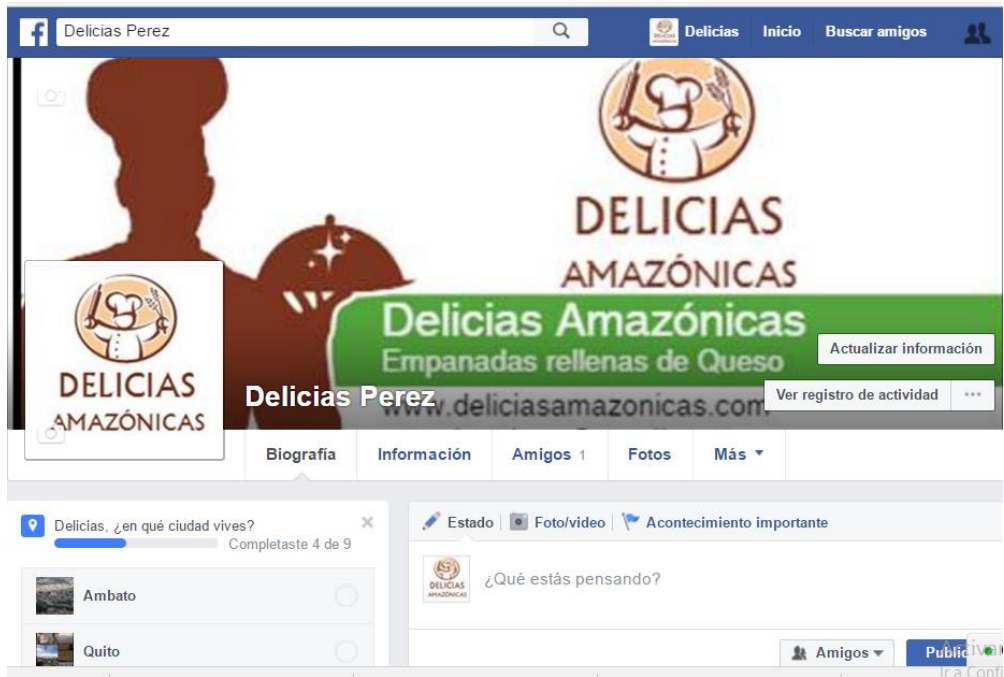 Delicias Perez
Delicias Inicio Buscar amigos
DELICIAS
AMAZÓNICAS
Delicias Amazónicas
Empanadas rellenas de Queso
www.deliciasamazonicas.com
Actualizar información
Ver registro de actividad ...
DELICIAS
AMAZÓNICAS
Delicias Perez
Biografía Información Amigos 1 Fotos Más
Delicias, ¿en qué ciudad vives?
Completaste 4 de 9
Ambato
Quito
Estado Foto/video Acontecimiento importante
DELICIAS
AMAZÓNICAS
¿Qué estás pensando?
Amigos